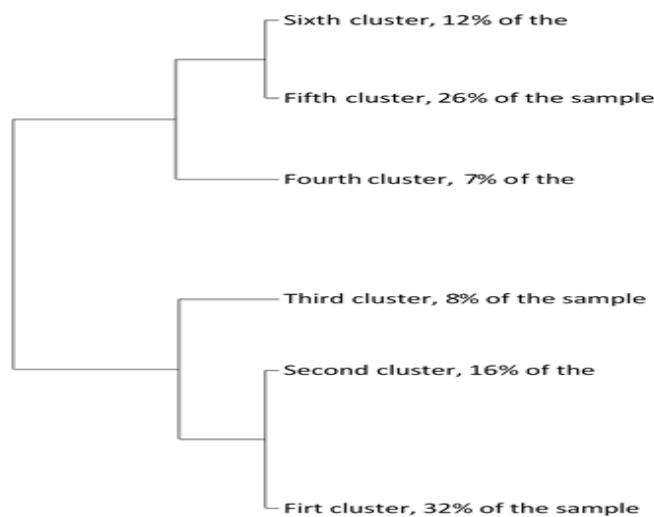 Sixth cluster, 12% of the
Fifth cluster, 26% of the sample
Fourth cluster, 7% of the
Third cluster, 8% of the sample
Second cluster, 16% of the
Firt cluster, 32% of the sample